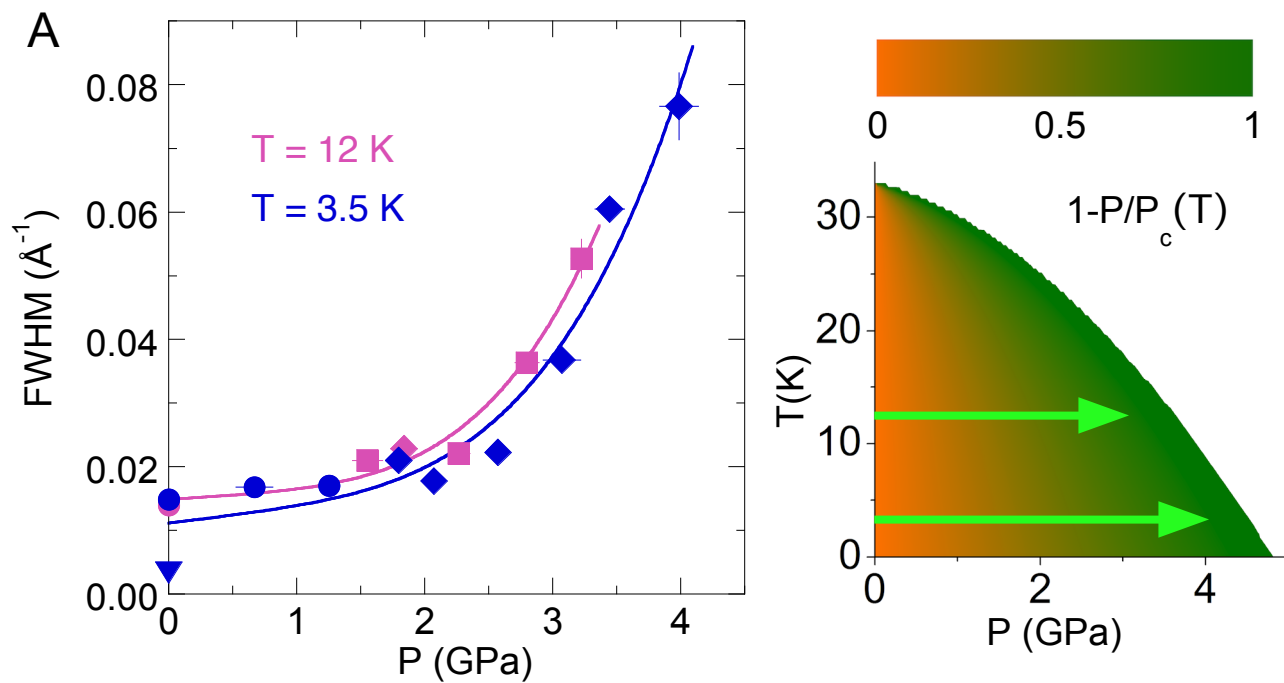 A
0.08
0.06
0.04
0.02
0.00
FWHM (Å⁻¹)
T = 12 K
T = 3.5 K
0 1 2 3 4
P (GPa)
0 0.5 1
1-P/P_c(T)
30
20
10
0
T(K)
0 2 4
P (GPa)